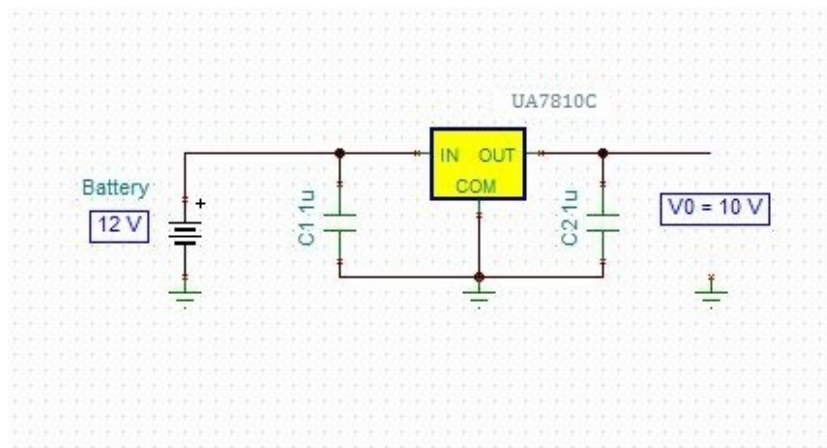 UA7810C
IN OUT
COM
Battery
12 V
+
C1 1u
C2 1u
V0 = 10 V